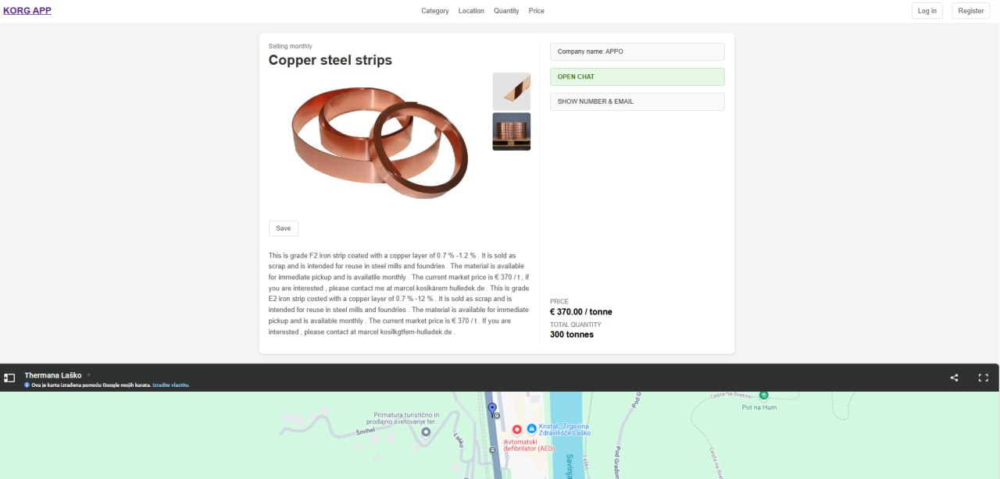 KORG APP
Category Location Quantity Price
Log in Register
Selling monthly
Copper steel strips
Save
This is grade F2 iron strip coated with a copper layer of 0.7 % -1.2 % . It is sold as
scrap and is intended for reuse in steel mills and foundries . The material is available
for immediate pickup and is availatile monthly . The current market price is € 370 / t , if
you are interested , please contact me at marcel.kosikárem hulledek.de . This is grade
E2 iron strip costed with a copper layer of 0.7 % -12 % . It is sold as scrap and is
intended for reuse in steel mills and foundries . The material is available for immediate
pickup and is available monthly . The current market price is € 370 / t . If you are
interested , please contact at marcel kosilkgtfem-hulladek.de .
Company name: APPO
OPEN CHAT
SHOW NUMBER & EMAIL
PRICE
€ 370.00 / tonne
TOTAL QUANTITY
300 tonnes
Thermana Laško
Ova je karta izrađena pomoću Google mojih karata. Izradite vlastitu.
Primatura turistično in
prodajno svetovanje ter...
Šmihel
Laško
Kristal , Trgovina
Zdravilišče Laško
Avtomatski
defibrilator (AED)
Savinja
Laško
Pod Gradom
Pod G
Cesta na Svetino
Pot na Hum
Cesta na Sve